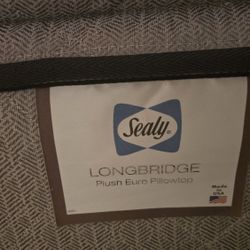 Sealy®
LONGBRIDGE
Plush Euro Pillowtop
Made in
USA